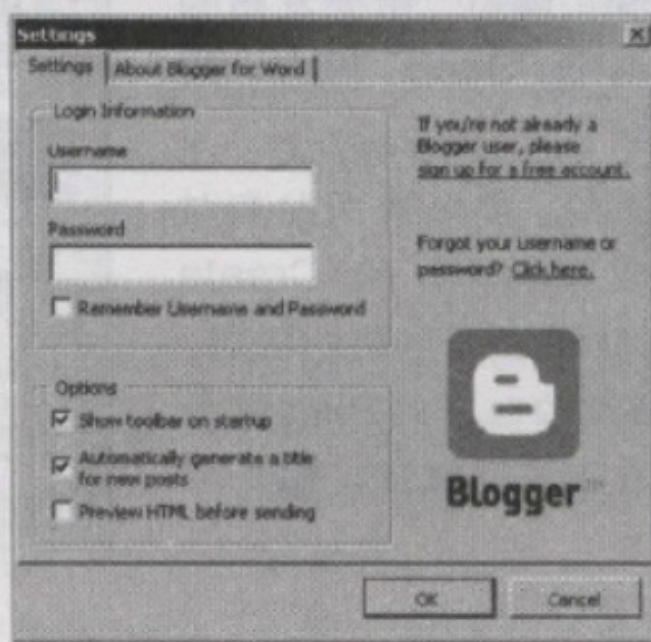 Settings
Settings
About Blogger for Word
Login Information
Username
Password
Remember Username and Password
If you're not already a
Blogger user, please
sign up for a free account.
Forgot your username or
password? Click here.
Options
Show toolbar on startup
Automatically generate a title
for new posts
Preview HTML before sending
Blogger™
OK
Cancel